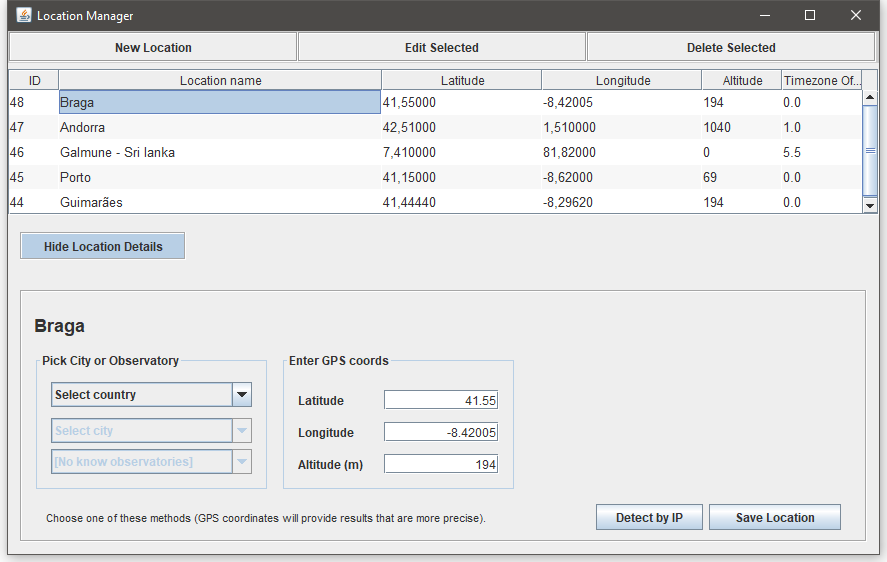 Location Manager
New Location Edit Selected Delete Selected
ID Location name Latitude Longitude Altitude Timezone Of...
48 Braga 41,55000 -8,42005 194 0.0
47 Andorra 42,51000 1,510000 1040 1.0
46 Galmune - Sri lanka 7,410000 81,82000 0 5.5
45 Porto 41,15000 -8,62000 69 0.0
44 Guimarães 41,44440 -8,29620 194 0.0
Hide Location Details
Braga
Pick City or Observatory
Select country
Select city
[No know observatories]
Enter GPS coords
Latitude 41.55
Longitude -8.42005
Altitude (m) 194
Choose one of these methods (GPS coordinates will provide results that are more precise).
Detect by IP Save Location